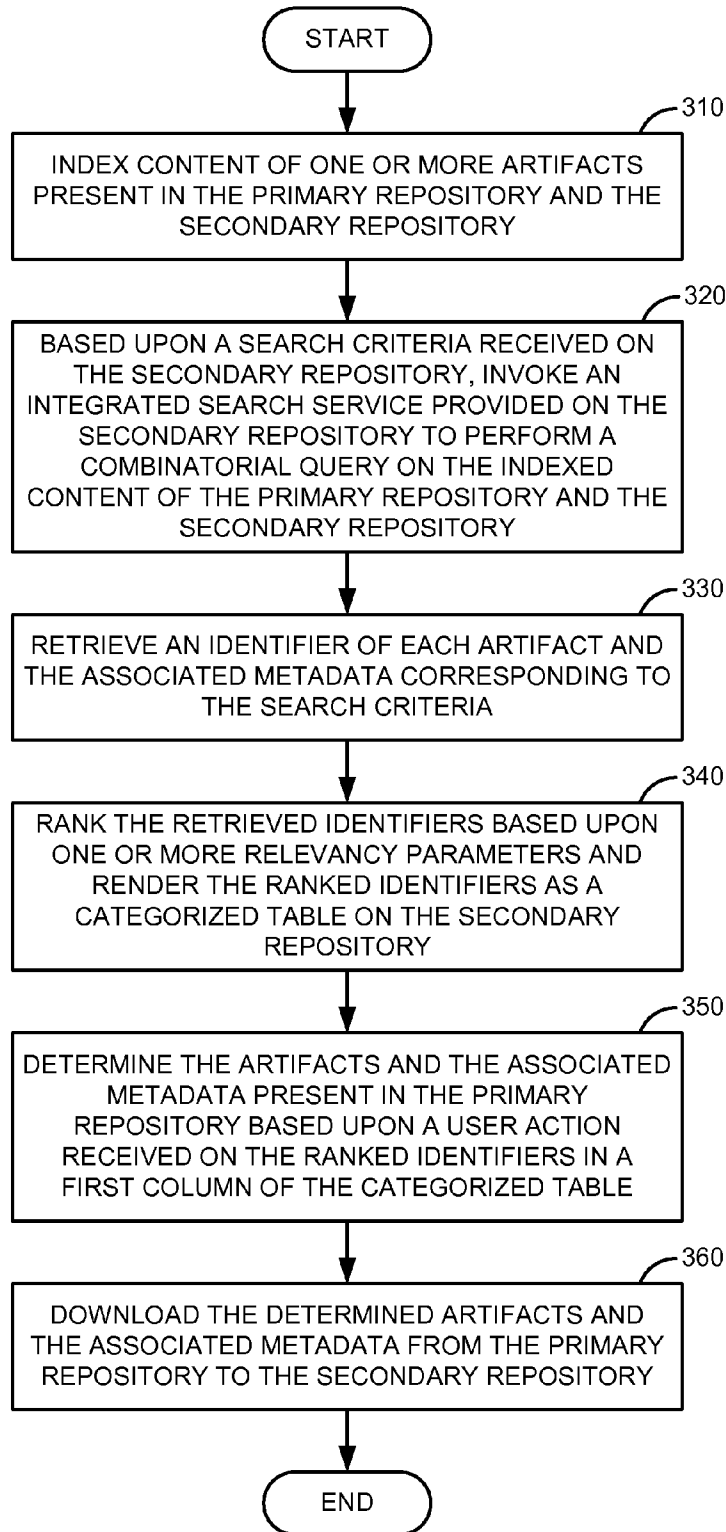 START
310
INDEX CONTENT OF ONE OR MORE ARTIFACTS
PRESENT IN THE PRIMARY REPOSITORY AND THE
SECONDARY REPOSITORY
320
BASED UPON A SEARCH CRITERIA RECEIVED ON
THE SECONDARY REPOSITORY, INVOKE AN
INTEGRATED SEARCH SERVICE PROVIDED ON THE
SECONDARY REPOSITORY TO PERFORM A
COMBINATORIAL QUERY ON THE INDEXED
CONTENT OF THE PRIMARY REPOSITORY AND THE
SECONDARY REPOSITORY
330
RETRIEVE AN IDENTIFIER OF EACH ARTIFACT AND
THE ASSOCIATED METADATA CORRESPONDING TO
THE SEARCH CRITERIA
340
RANK THE RETRIEVED IDENTIFIERS BASED UPON
ONE OR MORE RELEVANCY PARAMETERS AND
RENDER THE RANKED IDENTIFIERS AS A
CATEGORIZED TABLE ON THE SECONDARY
REPOSITORY
350
DETERMINE THE ARTIFACTS AND THE ASSOCIATED
METADATA PRESENT IN THE PRIMARY
REPOSITORY BASED UPON A USER ACTION
RECEIVED ON THE RANKED IDENTIFIERS IN A
FIRST COLUMN OF THE CATEGORIZED TABLE
360
DOWNLOAD THE DETERMINED ARTIFACTS AND
THE ASSOCIATED METADATA FROM THE PRIMARY
REPOSITORY TO THE SECONDARY REPOSITORY
END